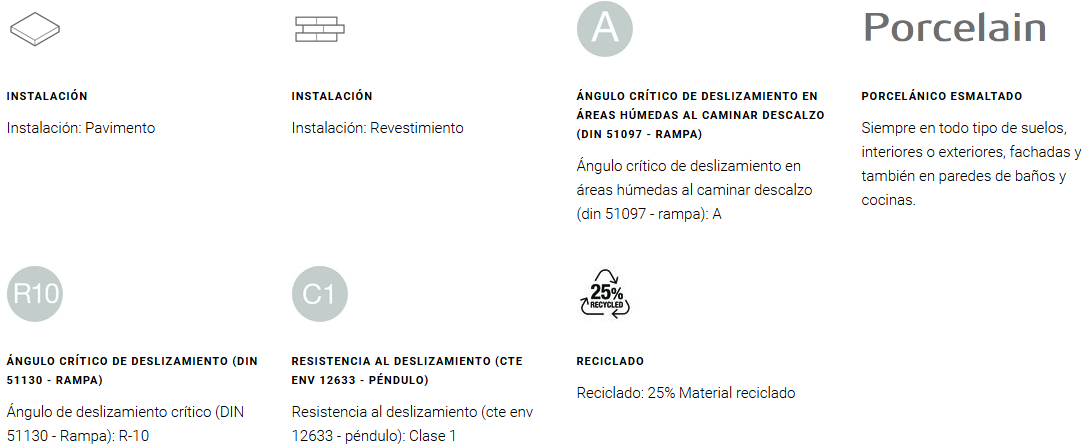 INSTALACIÓN
Instalación: Pavimento
INSTALACIÓN
Instalación: Revestimiento
A
ÁNGULO CRÍTICO DE DESLIZAMIENTO EN
ÁREAS HÚMEDAS AL CAMINAR DESCALZO
(DIN 51097 - RAMPA)
Ángulo crítico de deslizamiento en
áreas húmedas al caminar descalzo
(din 51097 - rampa): A
Porcelain
PORCELÁNICO ESMALTADO
Siempre en todo tipo de suelos,
interiores o exteriores, fachadas y
también en paredes de baños y
cocinas.
R10
ÁNGULO CRÍTICO DE DESLIZAMIENTO (DIN
51130 - RAMPA)
Ángulo de deslizamiento crítico (DIN
51130 - Rampa): R-10
C1
RESISTENCIA AL DESLIZAMIENTO (CTE
ENV 12633 - PÉNDULO)
Resistencia al deslizamiento (cte env
12633 - péndulo): Clase 1
25%
RECYCLED
RECICLADO
Reciclado: 25% Material reciclado